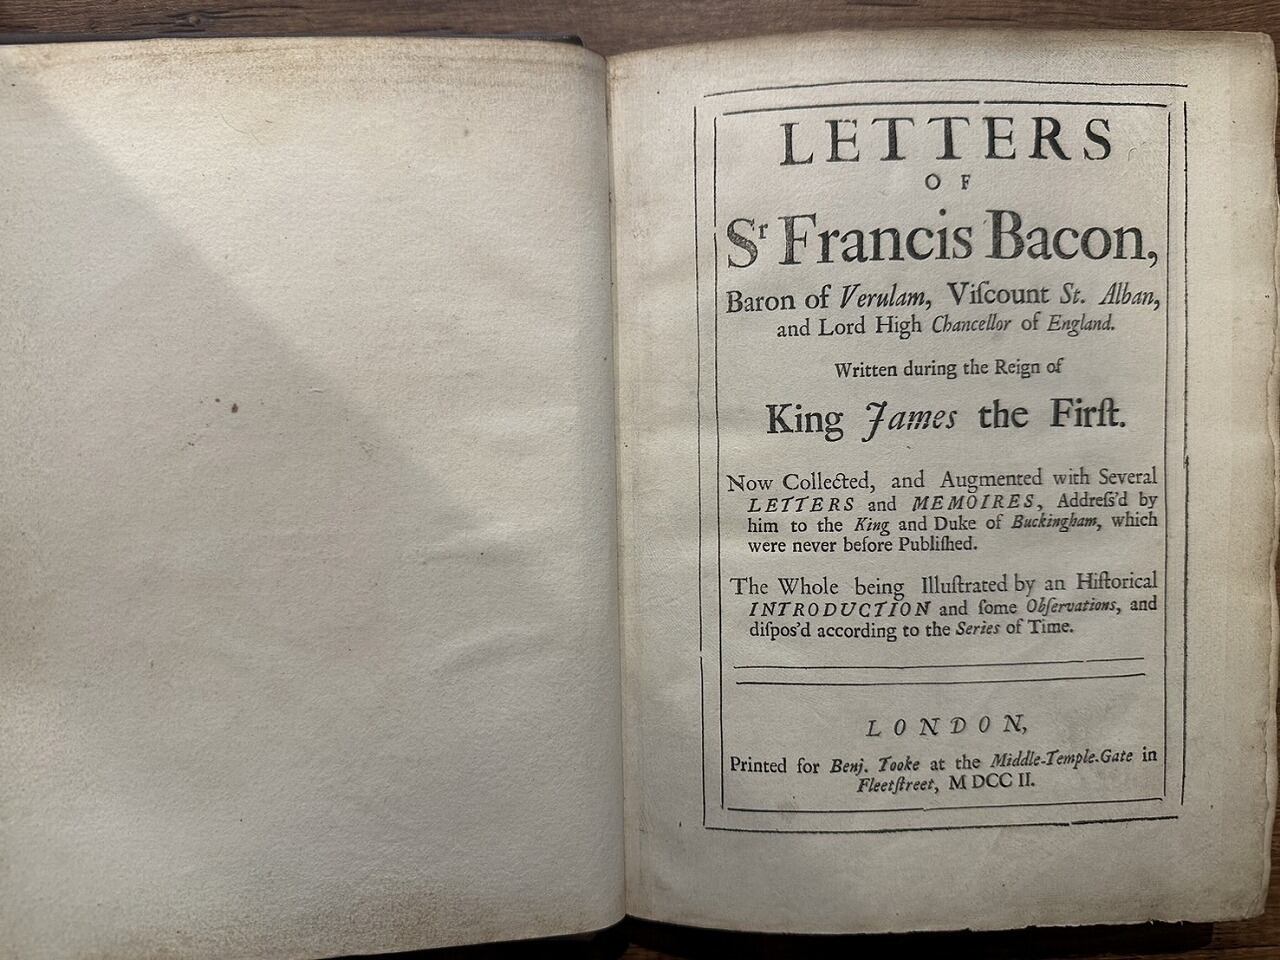 LETTERS
OF
Sr Francis Bacon,
Baron of Verulam, Viſcount St. Alban,
and Lord High Chancellor of England.
Written during the Reign of
King James the Firſt.
Now Collected, and Augmented with Several
LETTERS and MEMOIRES, Addreſs'd by
him to the King and Duke of Buckingham, which
were never before Publiſhed.
The Whole being Illuſtrated by an Hiſtorical
INTRODUCTION and ſome Obſervations, and
diſpos'd according to the Series of Time.
LONDON,
Printed for Benj. Tooke at the Middle-Temple-Gate in
Fleetſtreet, M DCC II.